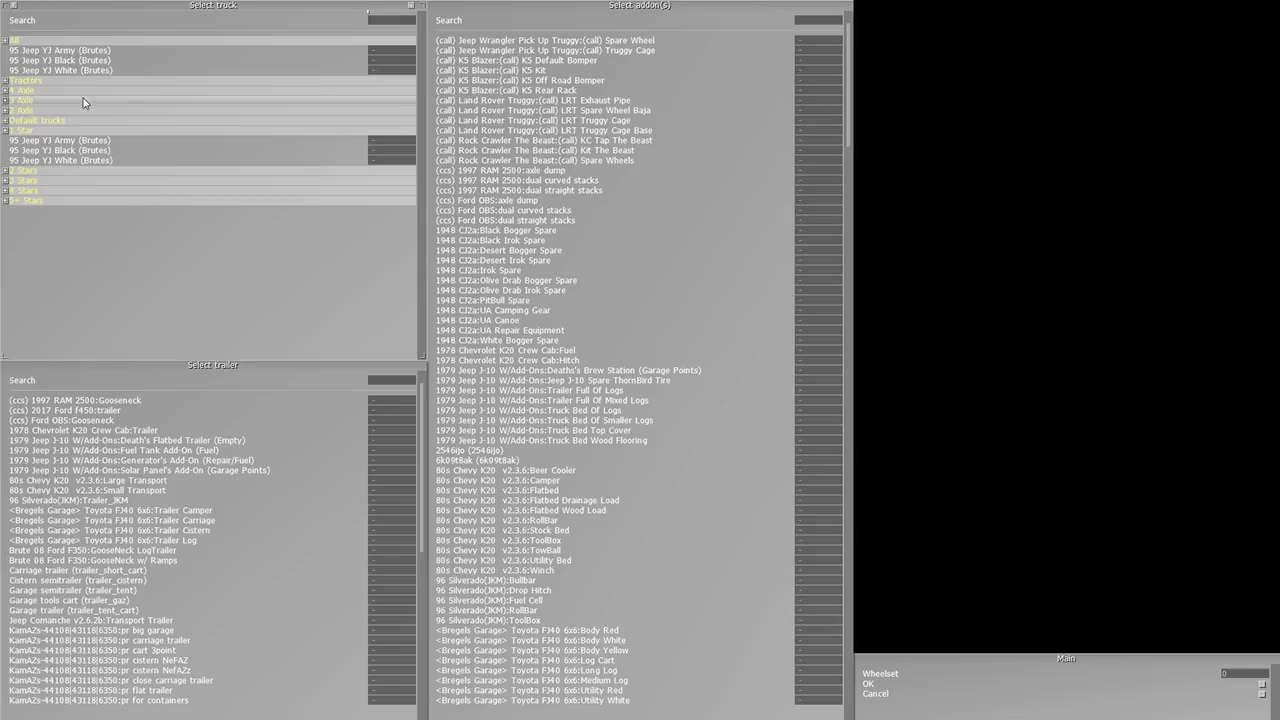 Select truck
Search
All
95 Jeep YJ Army (Brutes)
95 Jeep YJ Black (Brutes)
95 Jeep YJ White (Brutes)
Tractors
4 Axle
3 Axle
2 Axle
Default trucks
1 Star
95 Jeep YJ Army (Brutes)
95 Jeep YJ Black (Brutes)
95 Jeep YJ White (Brutes)
2 Stars
3 Stars
4 Stars
5+ Stars
Select trailer
Search
(ccs) 1997 RAM 2500:Gooseneck
(ccs) 2017 Ford f450:trailer
(ccs) Ford OBS:Gooseneck
1978 Chevrolet K20 Crew Cab:Trailer
1979 Jeep J-10 W/Add-Ons:Death's Flatbed Trailer (Empty)
1979 Jeep J-10 W/Add-Ons:Fuel Tank Add-On (Fuel)
1979 Jeep J-10 W/Add-Ons:Generator's Add-On (Repair/Fuel)
1979 Jeep J-10 W/Add-Ons:Solar Panel's Add-On (Garage Points)
80s Chevy K20 v2.3.6:Large Transport
80s Chevy K20 v2.3.6:Small Transport
96 Silverado(JKM):Trailer_JKM
<Bregels Garage> Toyota FJ40 6x6:Trailer Camper
<Bregels Garage> Toyota FJ40 6x6:Trailer Carriage
<Bregels Garage> Toyota FJ40 6x6:Trailer Cistern
<Bregels Garage> Toyota FJ40 6x6:Trailer Log
Brute 08 Ford F350:GooseNeck LogTrailer
Brute 08 Ford F350:GooseNeck w/ Ramps
Carriage trailer (trailer_short_cart)
Cistern semitrailer (trailer_cistern)
Garage semitrailer (trailer_tent)
Garage tools cart (trailer_gaz)
Garage trailer (trailer_tent_cart)
Jeep Comanche v2.6.2b:Transport Trailer
KamAZs-44108|43118|6350:pr big garage
KamAZs-44108|43118|6350:pr carriage trailer
KamAZs-44108|43118|6350:pr cart 3point
KamAZs-44108|43118|6350:pr cistern NeFAZ
KamAZs-44108|43118|6350:pr cistern NefAZz
KamAZs-44108|43118|6350:pr close carriage trailer
KamAZs-44108|43118|6350:pr flat trailer
KamAZs-44108|43118|6350:pr for containers
Select addon(s)
Search
(call) Jeep Wrangler Pick Up Truggy:(call) Spare Wheel
(call) Jeep Wrangler Pick Up Truggy:(call) Truggy Cage
(call) K5 Blazer:(call) K5 Default Bomper
(call) K5 Blazer:(call) K5 Kit
(call) K5 Blazer:(call) K5 Off Road Bomper
(call) K5 Blazer:(call) K5 Rear Rack
(call) Land Rover Truggy:(call) LRT Exhaust Pipe
(call) Land Rover Truggy:(call) LRT Spare Wheel Baja
(call) Land Rover Truggy:(call) LRT Truggy Cage
(call) Land Rover Truggy:(call) LRT Truggy Cage Base
(call) Rock Crawler The Beast:(call) KC Tap The Beast
(call) Rock Crawler The Beast:(call) Kit The Beast
(call) Rock Crawler The Beast:(call) Spare Wheels
(ccs) 1997 RAM 2500:axle dump
(ccs) 1997 RAM 2500:dual curved stacks
(ccs) 1997 RAM 2500:dual straight stacks
(ccs) Ford OBS:axle dump
(ccs) Ford OBS:dual curved stacks
(ccs) Ford OBS:dual straight stacks
1948 CJ2a:Black Bogger Spare
1948 CJ2a:Black Irok Spare
1948 CJ2a:Desert Bogger Spare
1948 CJ2a:Desert Irok Spare
1948 CJ2a:Irok Spare
1948 CJ2a:Olive Drab Bogger Spare
1948 CJ2a:Olive Drab Irok Spare
1948 CJ2a:PitBull Spare
1948 CJ2a:UA Camping Gear
1948 CJ2a:UA Canoe
1948 CJ2a:UA Repair Equipment
1948 CJ2a:White Bogger Spare
1978 Chevrolet K20 Crew Cab:Fuel
1978 Chevrolet K20 Crew Cab:Hitch
1979 Jeep J-10 W/Add-Ons:Deaths's Brew Station (Garage Points)
1979 Jeep J-10 W/Add-Ons:Jeep J-10 Spare ThornBird Tire
1979 Jeep J-10 W/Add-Ons:Trailer Full Of Logs
1979 Jeep J-10 W/Add-Ons:Trailer Full Of Mixed Logs
1979 Jeep J-10 W/Add-Ons:Truck Bed Of Logs
1979 Jeep J-10 W/Add-Ons:Truck Bed Of Smaller Logs
1979 Jeep J-10 W/Add-Ons:Truck Bed Top Cover
1979 Jeep J-10 W/Add-Ons:Truck Bed Wood Flooring
2546ijo (2546ijo)
6k09t8ak (6k09t8ak)
80s Chevy K20 v2.3.6:Beer Cooler
80s Chevy K20 v2.3.6:Camper
80s Chevy K20 v2.3.6:Flatbed
80s Chevy K20 v2.3.6:Flatbed Drainage Load
80s Chevy K20 v2.3.6:Flatbed Wood Load
80s Chevy K20 v2.3.6:RollBar
80s Chevy K20 v2.3.6:Stock Bed
80s Chevy K20 v2.3.6:ToolBox
80s Chevy K20 v2.3.6:TowBall
80s Chevy K20 v2.3.6:Utility Bed
80s Chevy K20 v2.3.6:Winch
96 Silverado(JKM):Bullbar
96 Silverado(JKM):Drop Hitch
96 Silverado(JKM):Fuel Cell
96 Silverado(JKM):RollBar
96 Silverado(JKM):ToolBox
<Bregels Garage> Toyota FJ40 6x6:Body Red
<Bregels Garage> Toyota FJ40 6x6:Body White
<Bregels Garage> Toyota FJ40 6x6:Body Yellow
<Bregels Garage> Toyota FJ40 6x6:Log Cart
<Bregels Garage> Toyota FJ40 6x6:Long Log
<Bregels Garage> Toyota FJ40 6x6:Medium Log
<Bregels Garage> Toyota FJ40 6x6:Utility Red
<Bregels Garage> Toyota FJ40 6x6:Utility White
Main
Wheelset 0
OK
Cancel